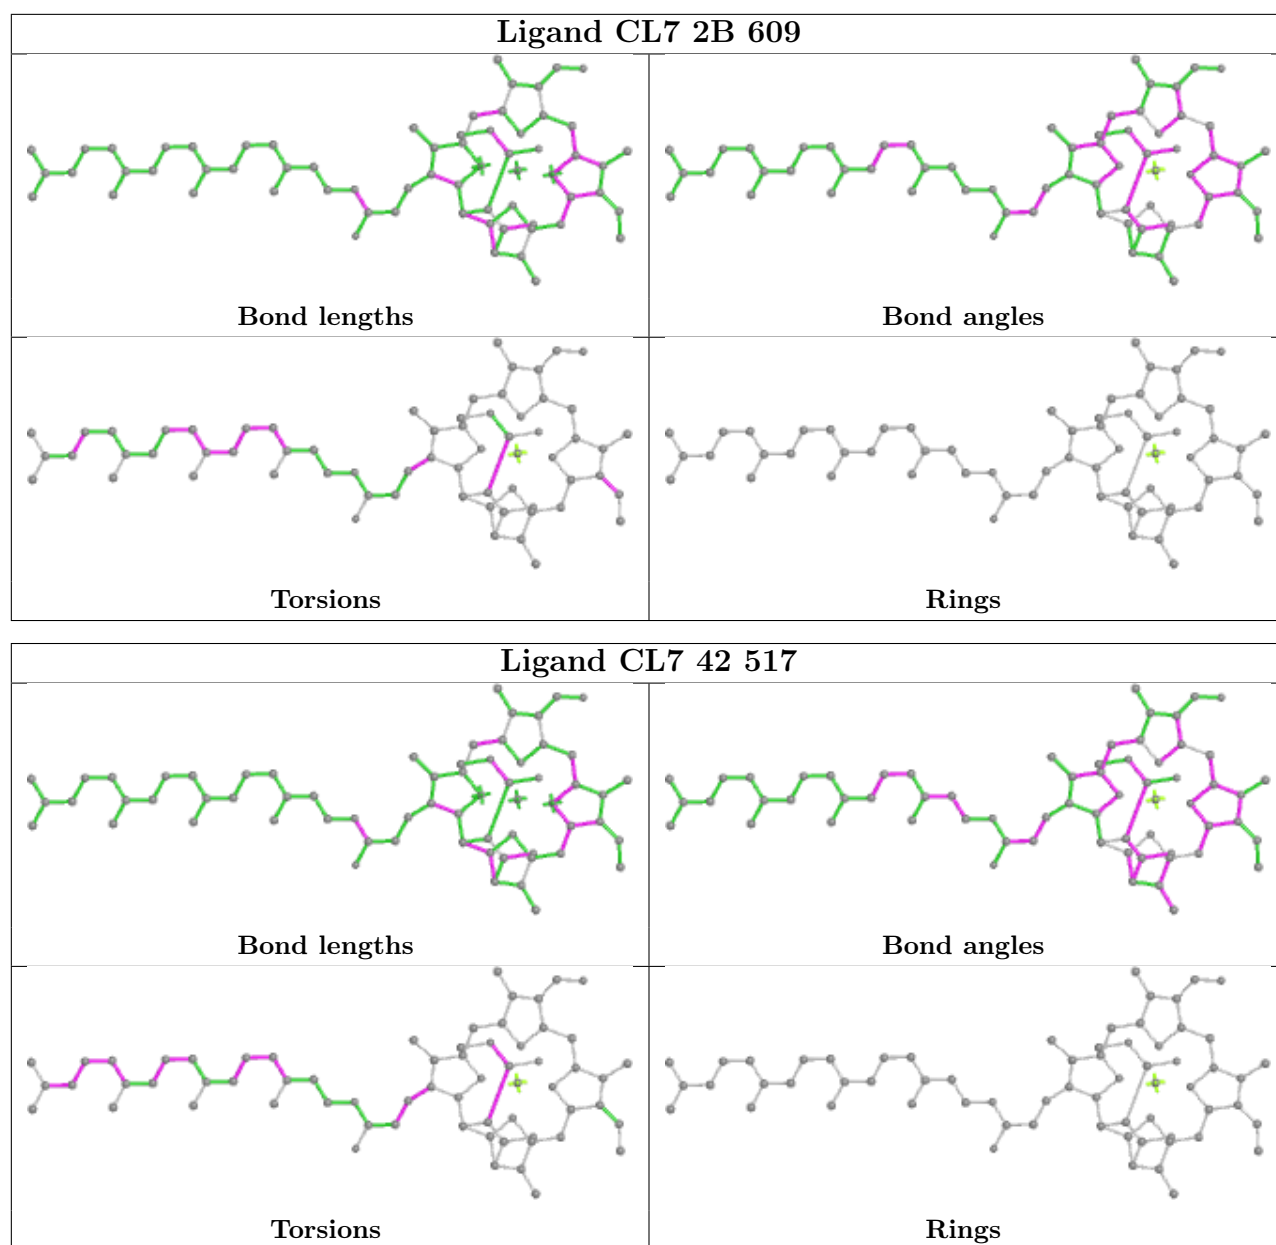 Ligand CL7 2B 609
Bond lengths
Bond angles
Torsions
Rings
Ligand CL7 42 517
Bond lengths
Bond angles
Torsions
Rings